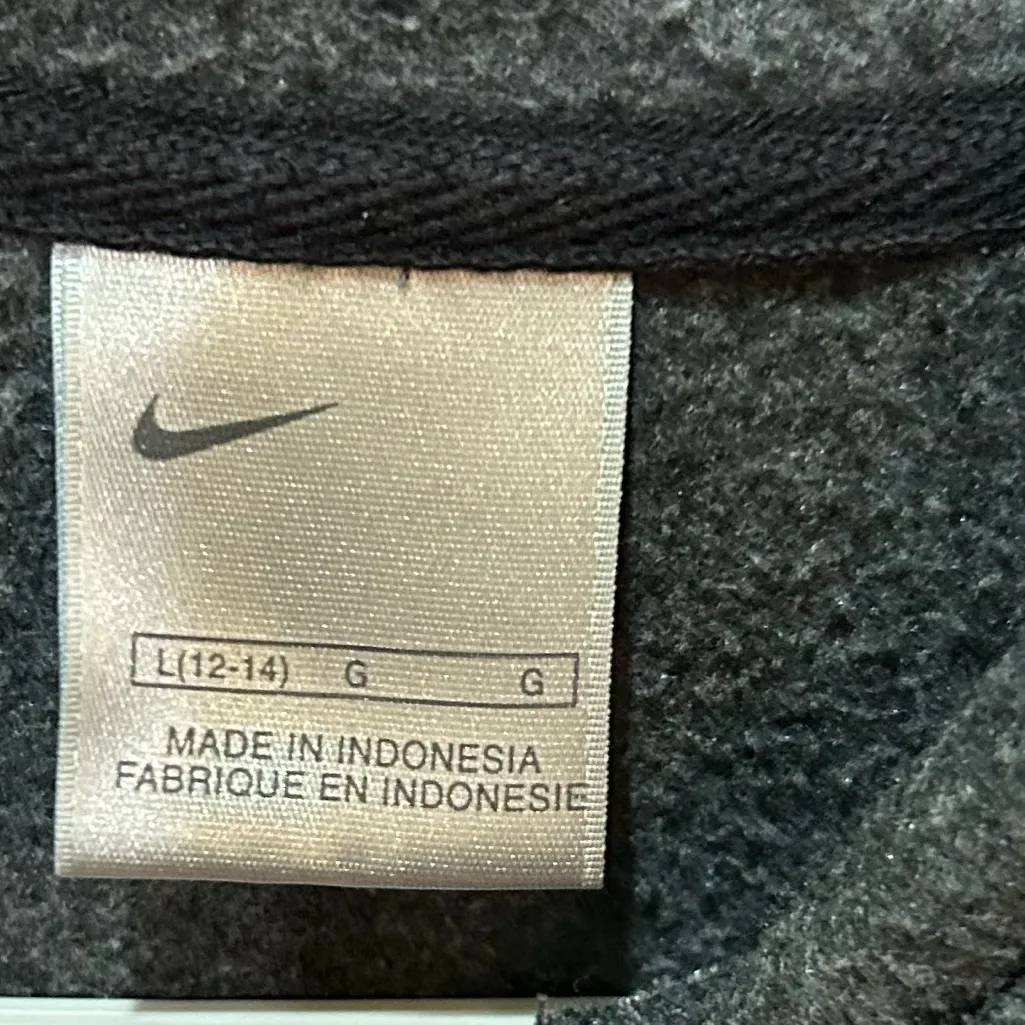 L(12-14) G G
MADE IN INDONESIA
FABRIQUE EN INDONESIE